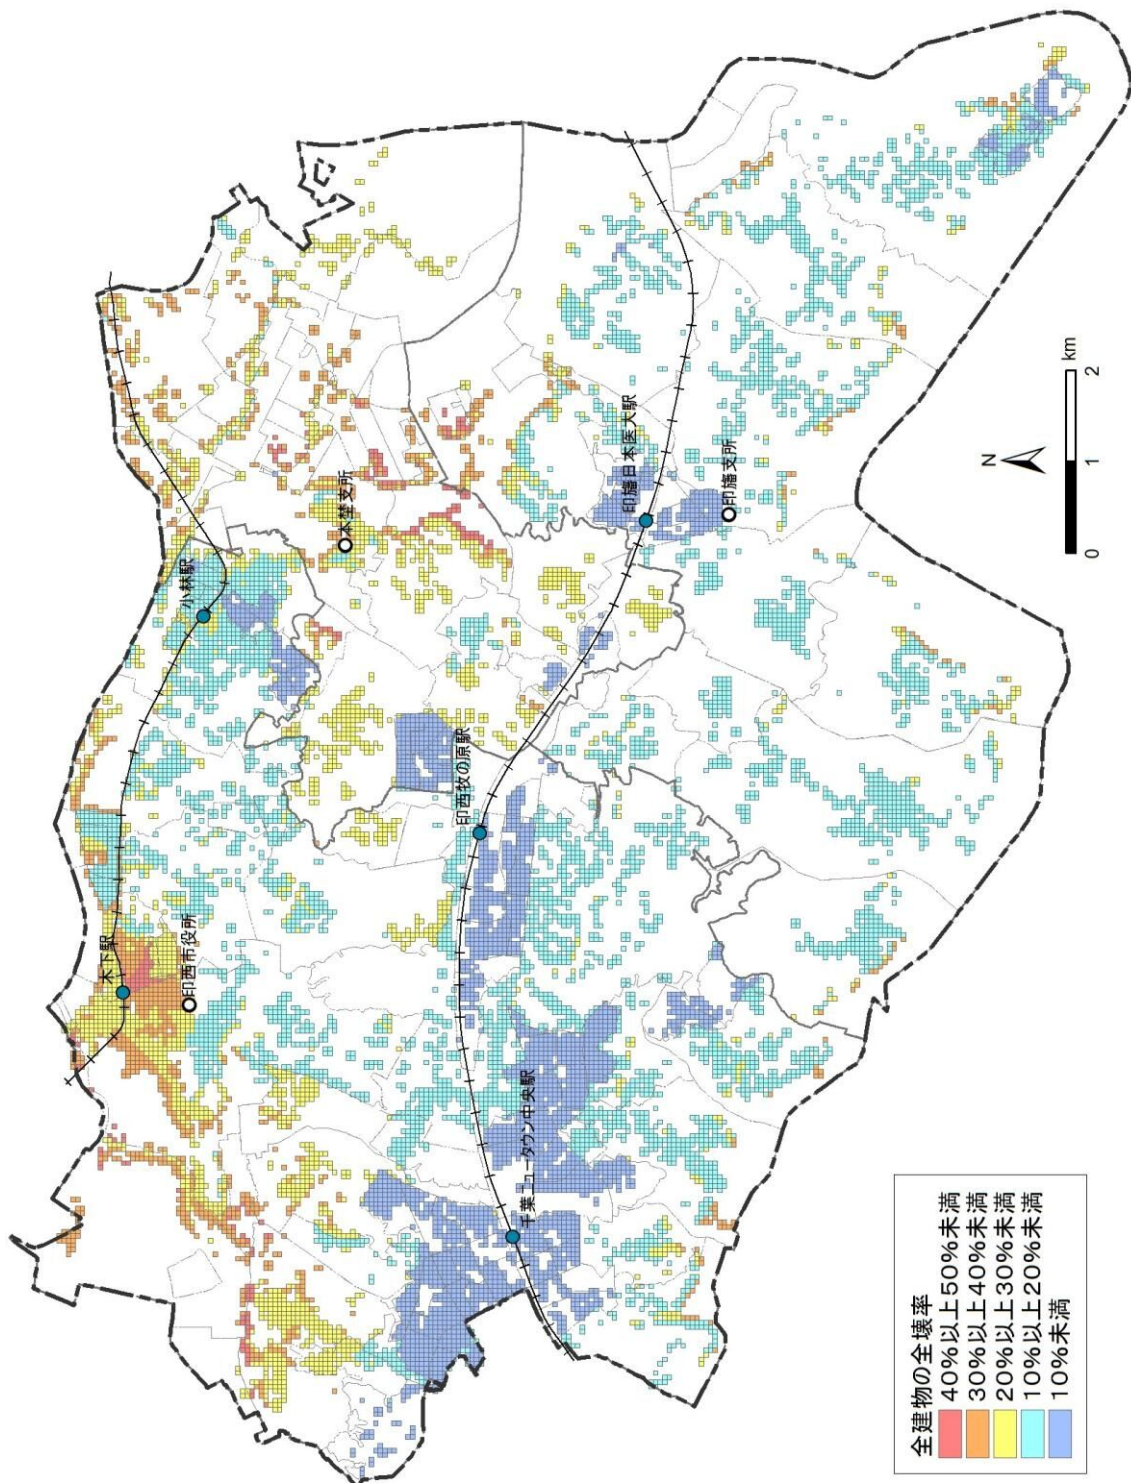 木下駅
印西市役所
小林駅
本埜支所
印西牧の原駅
千葉ニュータウン中央駅
印旛日本医大駅
印旛支所
全建物の全壊率
40%以上50%未満
30%以上40%未満
20%以上30%未満
10%以上20%未満
10%未満
N
0 1 2 km